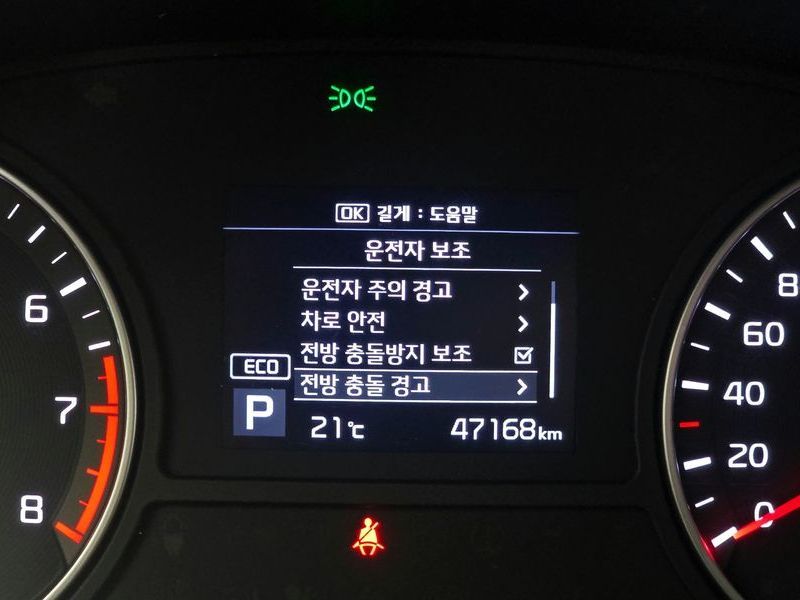 OK 길게 : 도움말
운전자 보조
운전자 주의 경고
차로 안전
전방 충돌방지 보조
전방 충돌 경고
ECO
P
21℃ 47168km
6
7
8
8
60
40
20
0